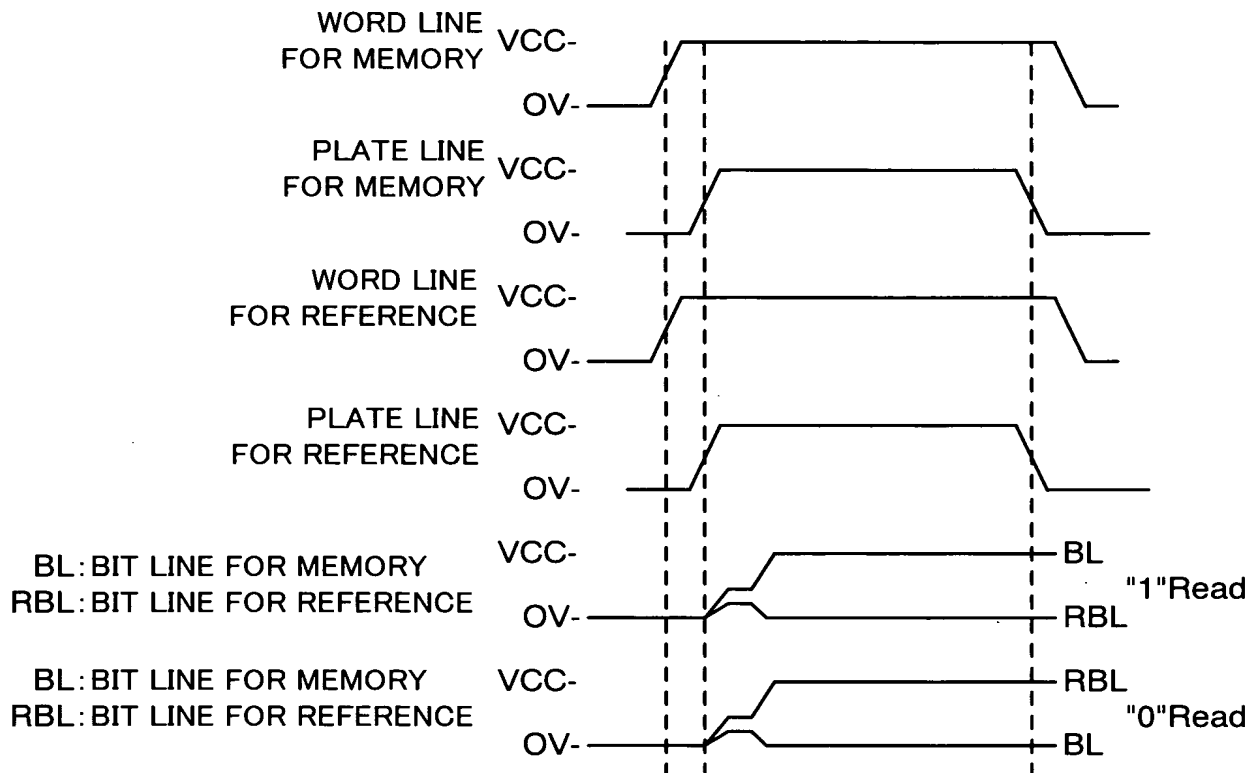 WORD LINE
FOR MEMORY
VCC-
OV-
PLATE LINE
FOR MEMORY
VCC-
OV-
WORD LINE
FOR REFERENCE
VCC-
OV-
PLATE LINE
FOR REFERENCE
VCC-
OV-
BL:BIT LINE FOR MEMORY
RBL:BIT LINE FOR REFERENCE
VCC-
OV-
BL
"1"Read
RBL
BL:BIT LINE FOR MEMORY
RBL:BIT LINE FOR REFERENCE
VCC-
OV-
RBL
"0"Read
BL